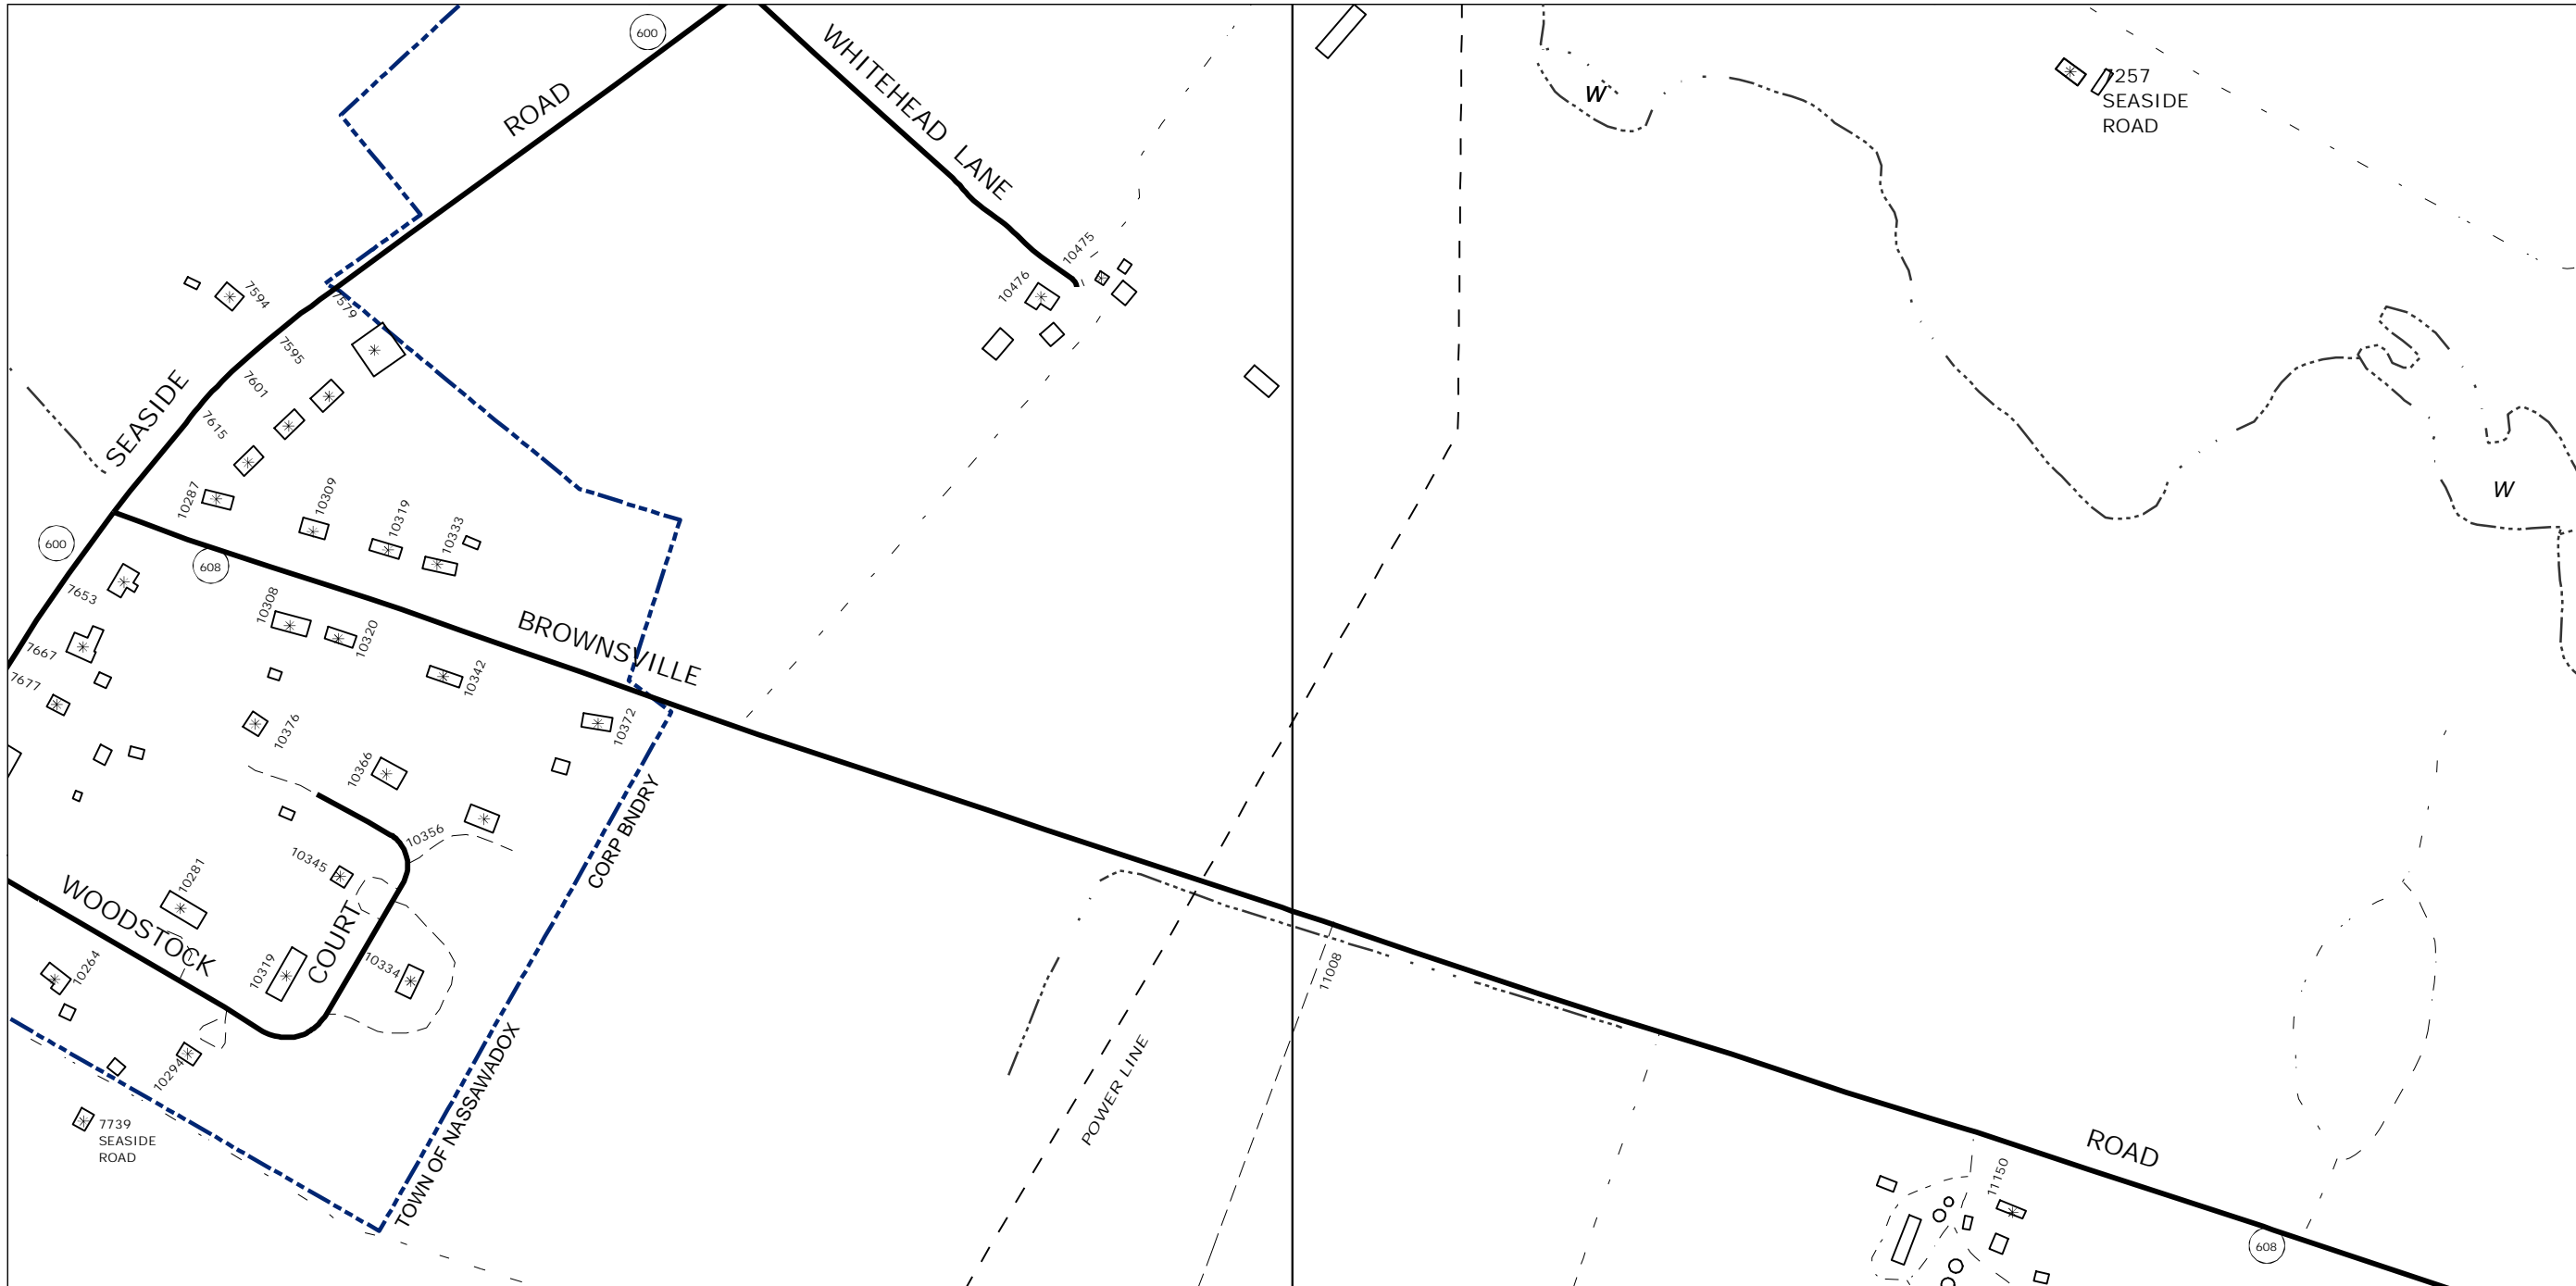 600
ROAD
WHITEHEAD LANE
W
7257
SEASIDE
ROAD
10475
10476
7594
7579
7595
7601
7615
SEASIDE
10287
10309
10319
10333
W
600
608
7653
7667
7677
10308
10320
10342
BROWNSVILLE
10372
10376
10366
10356
10345
10281
CORP BNDRY
WOODSTOCK
COURT
10264
10319
10334
10294
7739
SEASIDE
ROAD
TOWN OF NASSAWADOX
POWER LINE
11008
ROAD
11150
608